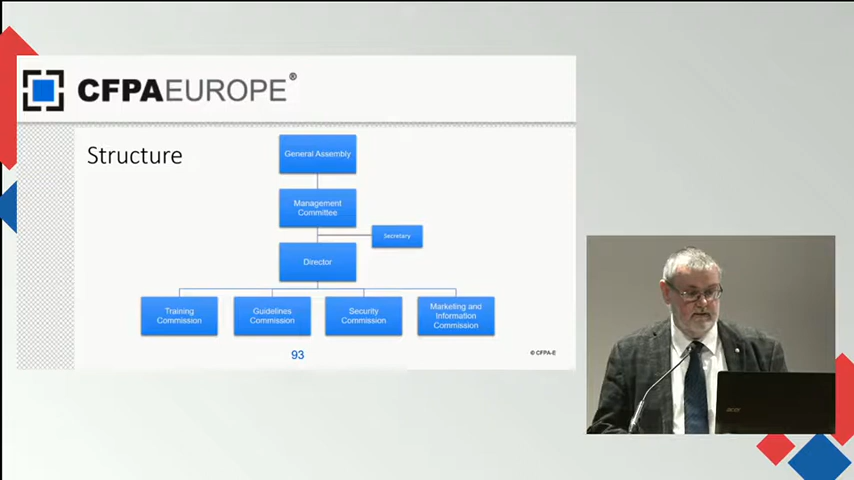 CFPAEUROPE®
Structure
General Assembly
Management
Committee
Secretary
Director
Training
Commission
Guidelines
Commission
Security
Commission
Marketing and
Information
Commission
93
© CFPA-E
acer